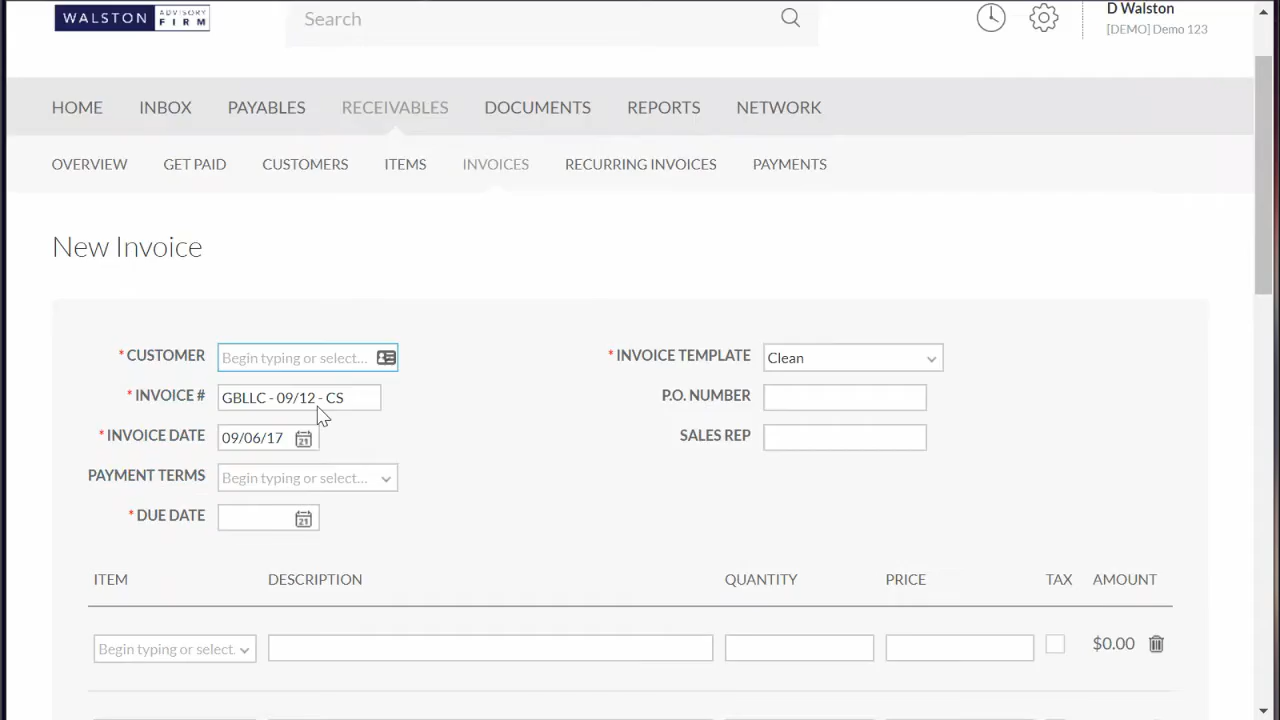 WALSTON ADVISORY FIRM
Search
D Walston
[DEMO] Demo 123
HOME INBOX PAYABLES RECEIVABLES DOCUMENTS REPORTS NETWORK
OVERVIEW GET PAID CUSTOMERS ITEMS INVOICES RECURRING INVOICES PAYMENTS
New Invoice
* CUSTOMER Begin typing or select... * INVOICE TEMPLATE Clean
* INVOICE # GBLLC - 09/12 - CS P.O. NUMBER
* INVOICE DATE 09/06/17 21 SALES REP
PAYMENT TERMS Begin typing or select...
* DUE DATE 21
ITEM DESCRIPTION QUANTITY PRICE TAX AMOUNT
Begin typing or select. $0.00